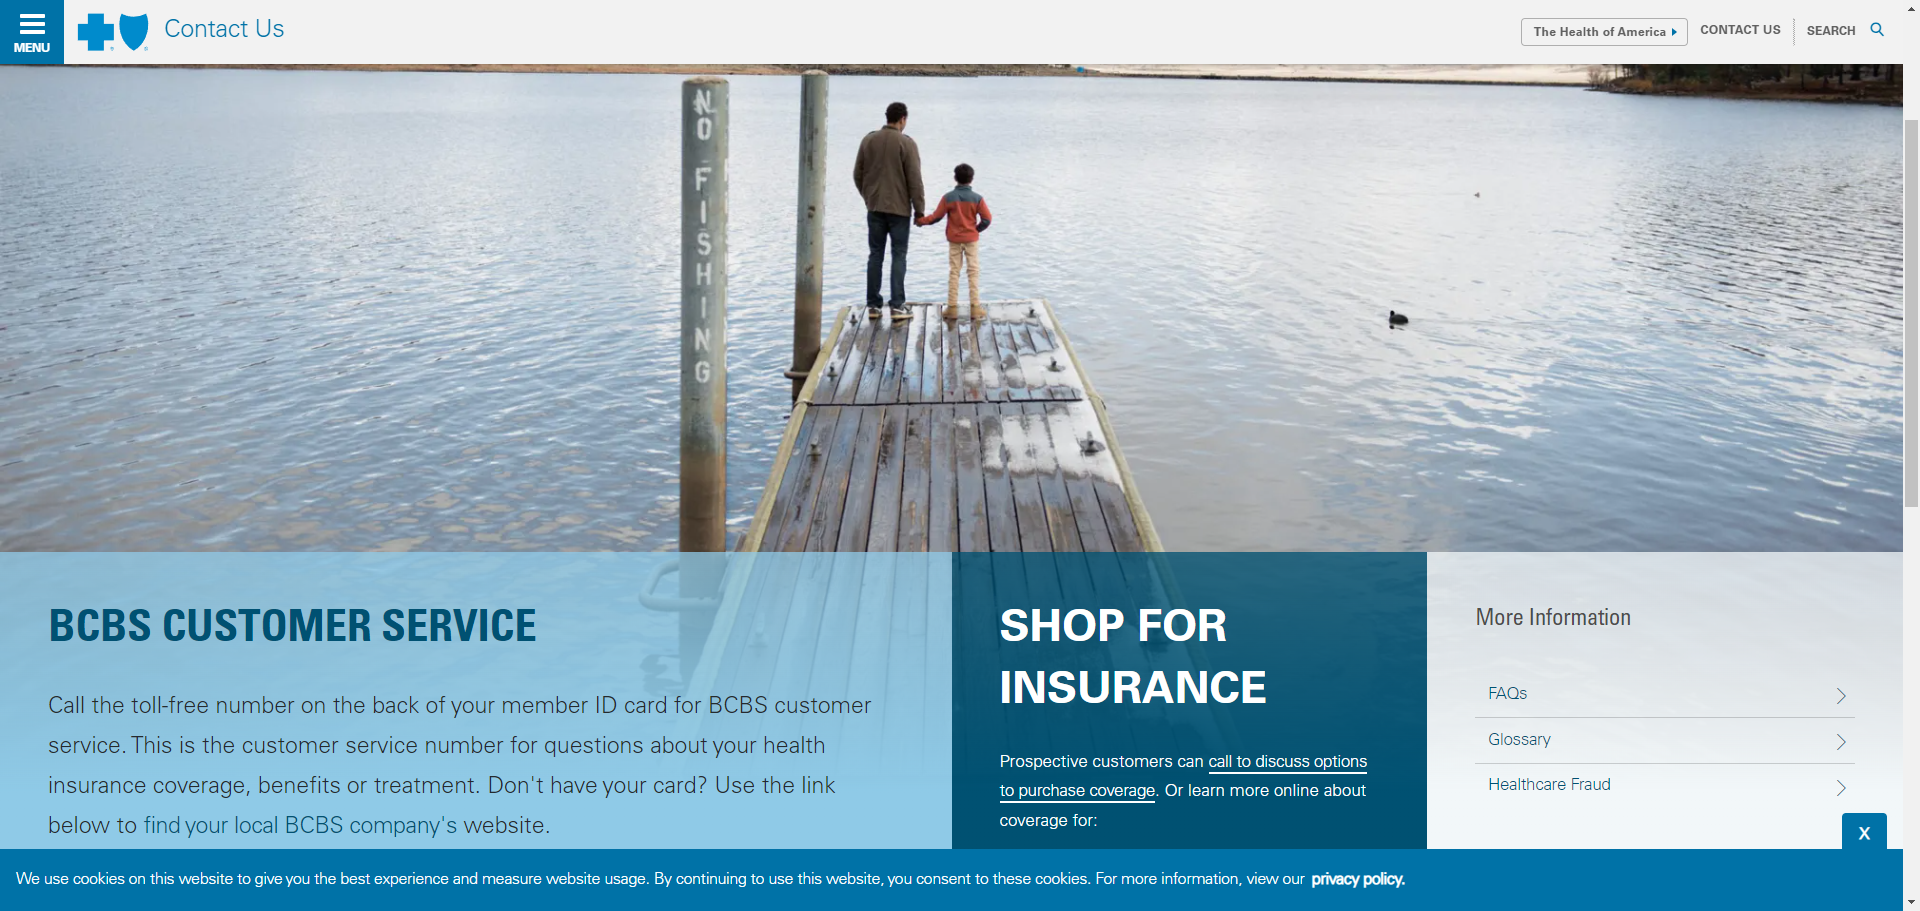 MENU
Contact Us
The Health of America
CONTACT US
SEARCH
NO FISHING
BCBS CUSTOMER SERVICE
Call the toll-free number on the back of your member ID card for BCBS customer
service. This is the customer service number for questions about your health
insurance coverage, benefits or treatment. Don't have your card? Use the link
below to find your local BCBS company's website.
SHOP FOR
INSURANCE
Prospective customers can call to discuss options
to purchase coverage. Or learn more online about
coverage for:
More Information
FAQs
Glossary
Healthcare Fraud
X
We use cookies on this website to give you the best experience and measure website usage. By continuing to use this website, you consent to these cookies. For more information, view our privacy policy.